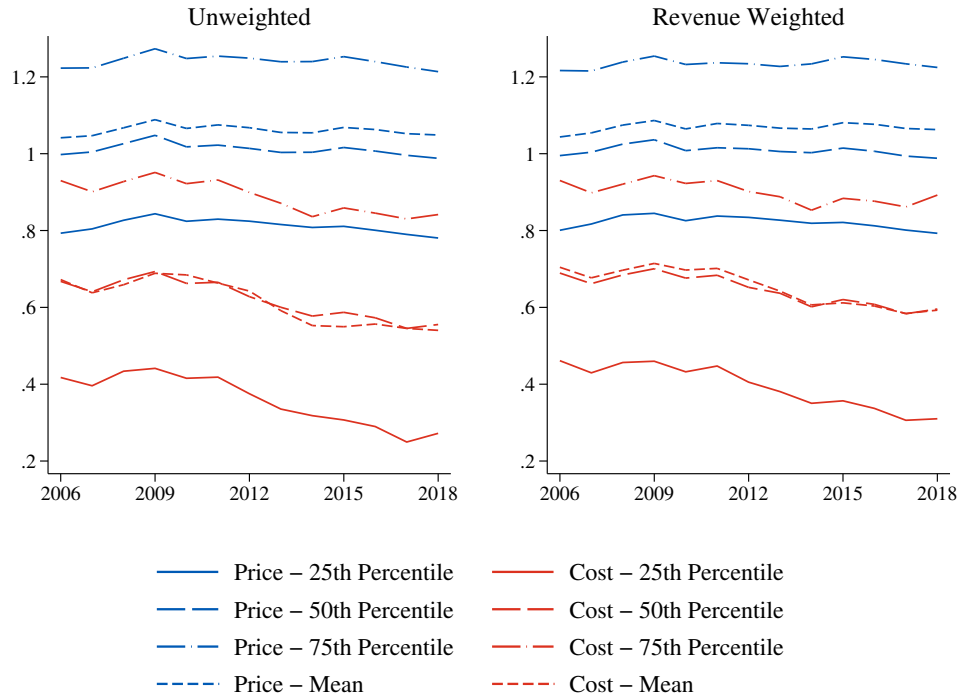 Unweighted
Revenue Weighted
1.2
1
.8
.6
.4
.2
2006 2009 2012 2015 2018
1.2
1
.8
.6
.4
.2
2006 2009 2012 2015 2018
Price – 25th Percentile
Cost – 25th Percentile
Price – 50th Percentile
Cost – 50th Percentile
Price – 75th Percentile
Cost – 75th Percentile
Price – Mean
Cost – Mean